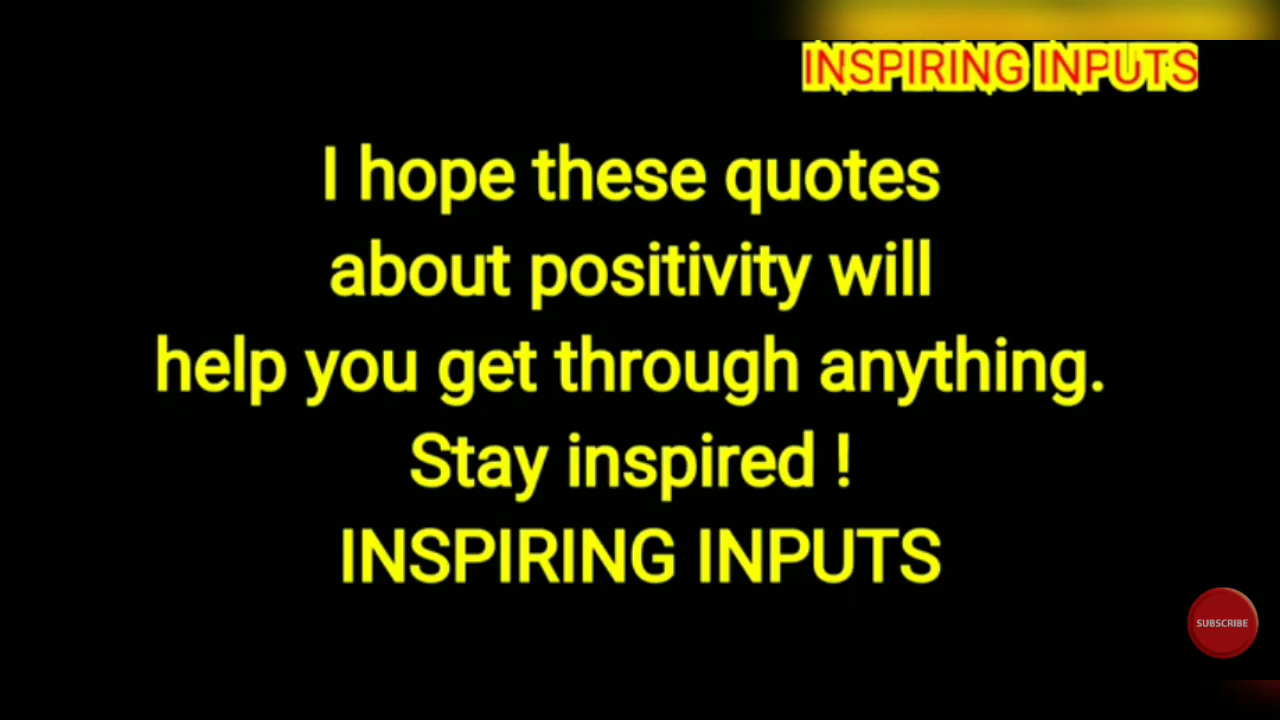 INSPIRING INPUTS
I hope these quotes
about positivity will
help you get through anything.
Stay inspired !
INSPIRING INPUTS
SUBSCRIBE